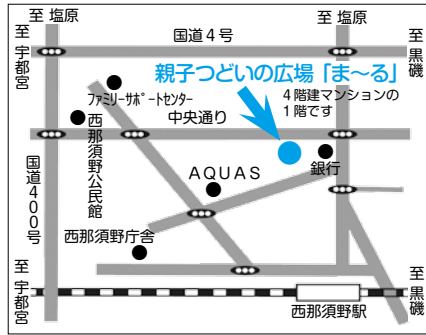 至 塩原
至 塩原
至 宇都宮
国道4号
至 黒磯
親子つどいの広場「ま～る」
4階建マンションの
1階です
ファミリーサポートセンター
中央通り
西那須野公民館
国道400号
AQUAS
銀行
西那須野庁舎
至 宇都宮
至 黒磯
西那須野駅